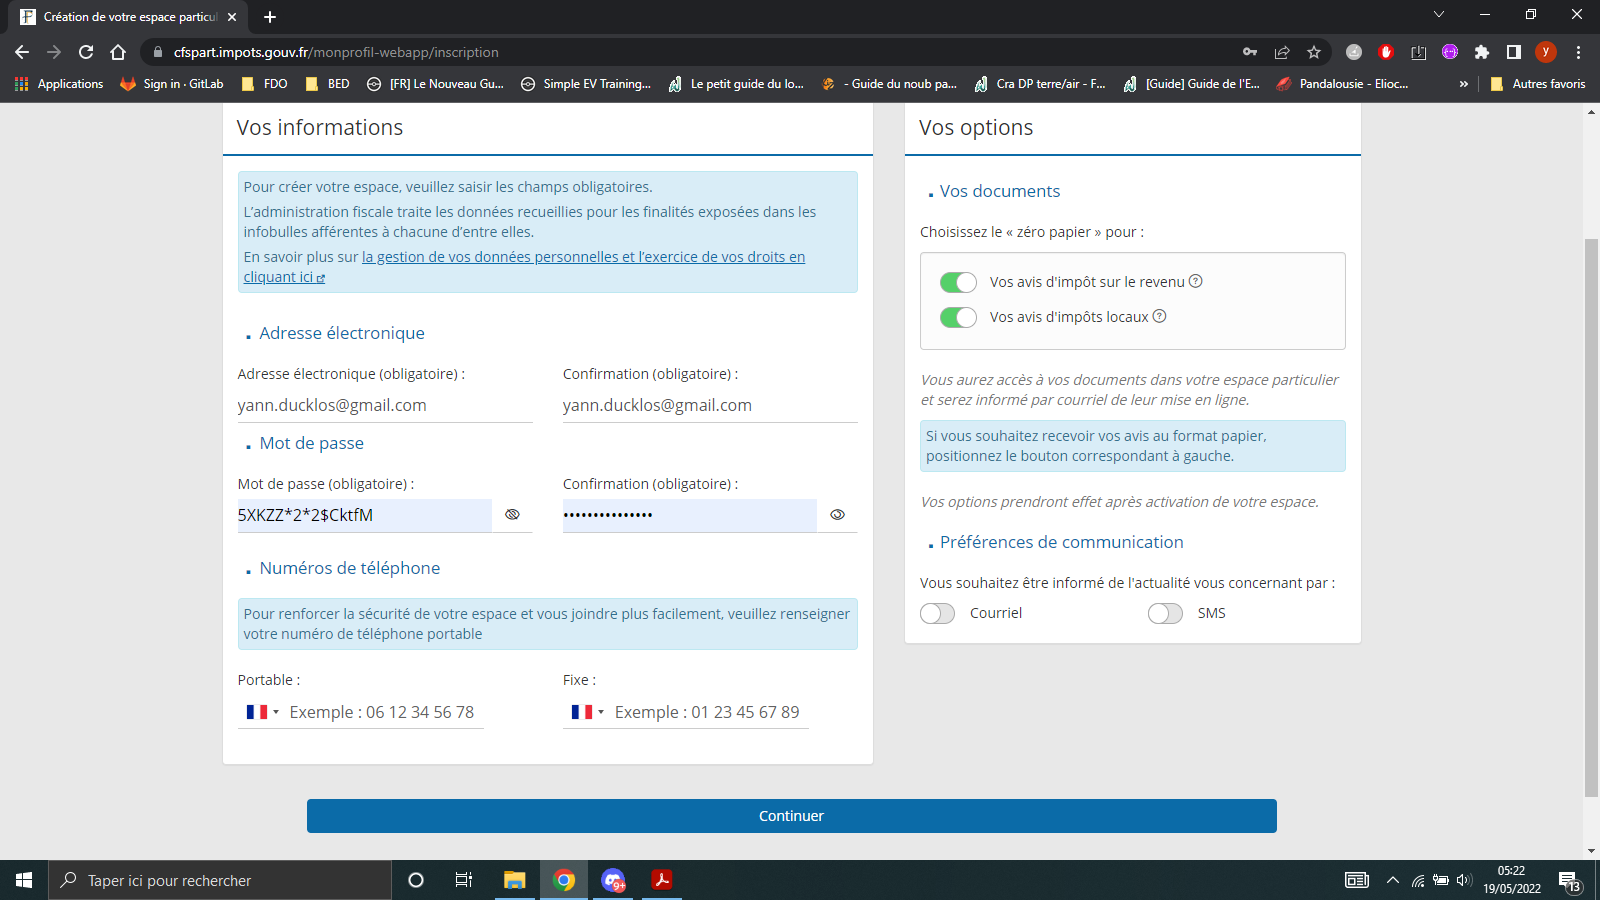 Création de votre espace particul
cfspart.impots.gouv.fr/monprofil-webapp/inscription
y
Applications
Sign in · GitLab
FDO
BED
[FR] Le Nouveau Gu...
Simple EV Training...
Le petit guide du lo...
- Guide du noub pa...
Cra DP terre/air - F...
[Guide] Guide de l'E...
Pandalousie - Elioc...
»
Autres favoris
Vos informations
Pour créer votre espace, veuillez saisir les champs obligatoires.
L’administration fiscale traite les données recueillies pour les finalités exposées dans les
infobulles afférentes à chacune d’entre elles.
En savoir plus sur la gestion de vos données personnelles et l’exercice de vos droits en
cliquant ici
Adresse électronique
Adresse électronique (obligatoire) :
Confirmation (obligatoire) :
yann.ducklos@gmail.com
yann.ducklos@gmail.com
Mot de passe
Mot de passe (obligatoire) :
Confirmation (obligatoire) :
5XKZZ*2*2$CktfM
•••••••••••••••
Numéros de téléphone
Pour renforcer la sécurité de votre espace et vous joindre plus facilement, veuillez renseigner
votre numéro de téléphone portable
Portable :
Fixe :
Exemple : 06 12 34 56 78
Exemple : 01 23 45 67 89
Vos options
Vos documents
Choisissez le « zéro papier » pour :
Vos avis d'impôt sur le revenu ?
Vos avis d'impôts locaux ?
Vous aurez accès à vos documents dans votre espace particulier
et serez informé par courriel de leur mise en ligne.
Si vous souhaitez recevoir vos avis au format papier,
positionnez le bouton correspondant à gauche.
Vos options prendront effet après activation de votre espace.
Préférences de communication
Vous souhaitez être informé de l'actualité vous concernant par :
Courriel
SMS
Continuer
Taper ici pour rechercher
9+
05:22
19/05/2022
13